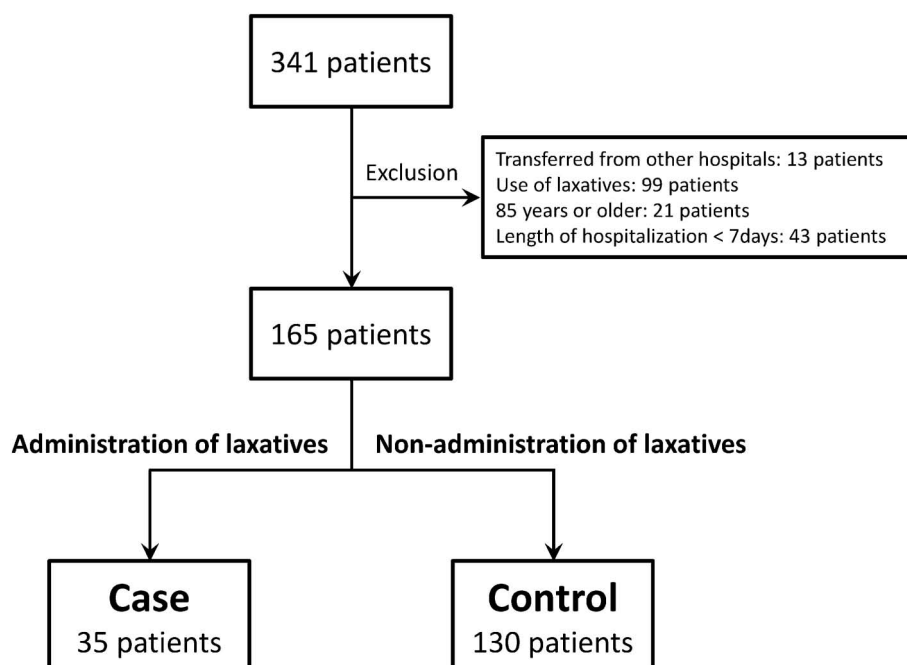 341 patients
Exclusion
Transferred from other hospitals: 13 patients
Use of laxatives: 99 patients
85 years or older: 21 patients
Length of hospitalization < 7days: 43 patients
165 patients
Administration of laxatives
Non-administration of laxatives
Case
35 patients
Control
130 patients